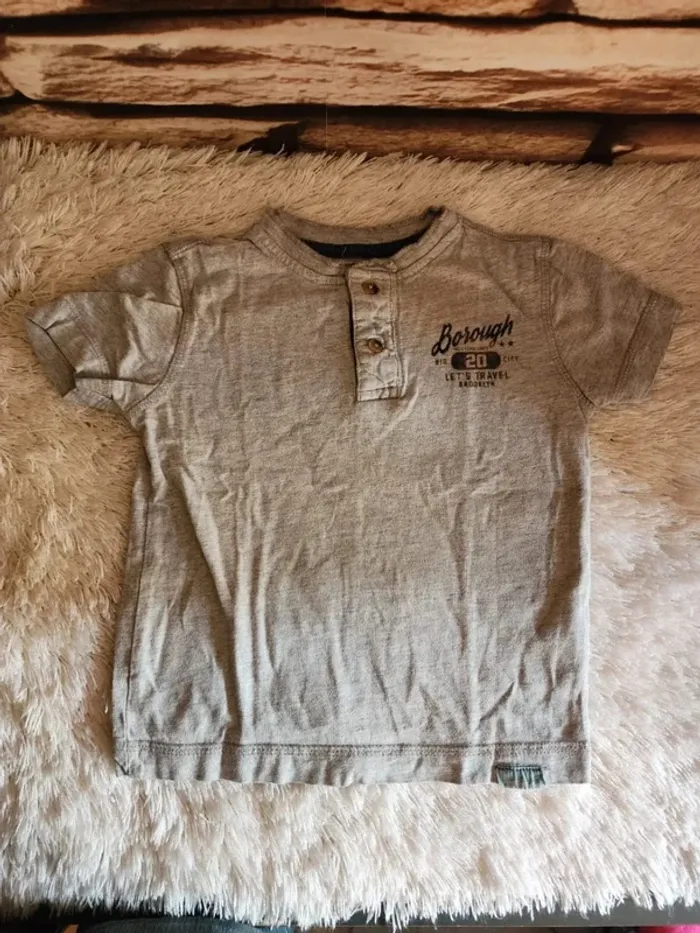 Borough
BIG 20 CITY
LET'S TRAVEL
BROOKLYN